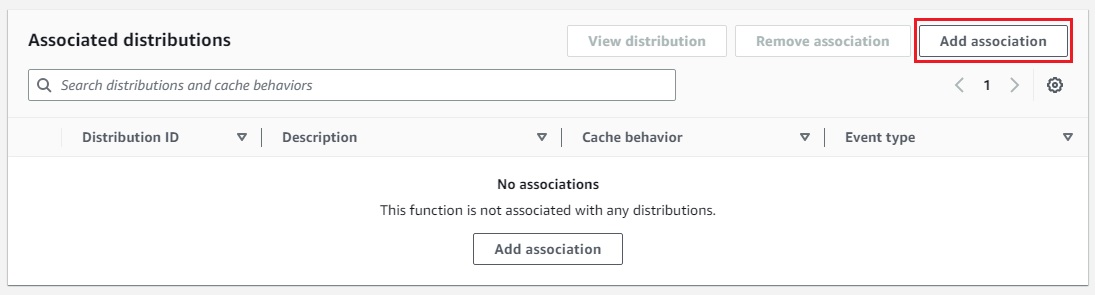 Associated distributions
View distribution
Remove association
Add association
Search distributions and cache behaviors
1
Distribution ID
Description
Cache behavior
Event type
No associations
This function is not associated with any distributions.
Add association